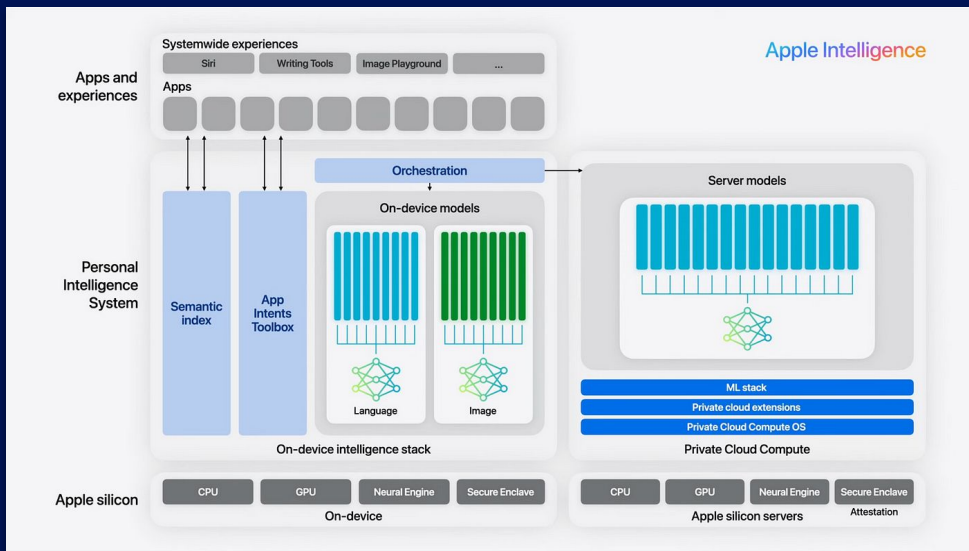 Apple Intelligence
Apps and
experiences
Systemwide experiences
Siri
Writing Tools
Image Playground
...
Apps
Personal
Intelligence
System
Semantic
index
App
Intents
Toolbox
Orchestration
On-device models
Language
Image
On-device intelligence stack
Server models
ML stack
Private cloud extensions
Private Cloud Compute OS
Private Cloud Compute
Apple silicon
CPU
GPU
Neural Engine
Secure Enclave
On-device
CPU
GPU
Neural Engine
Secure Enclave
Attestation
Apple silicon servers